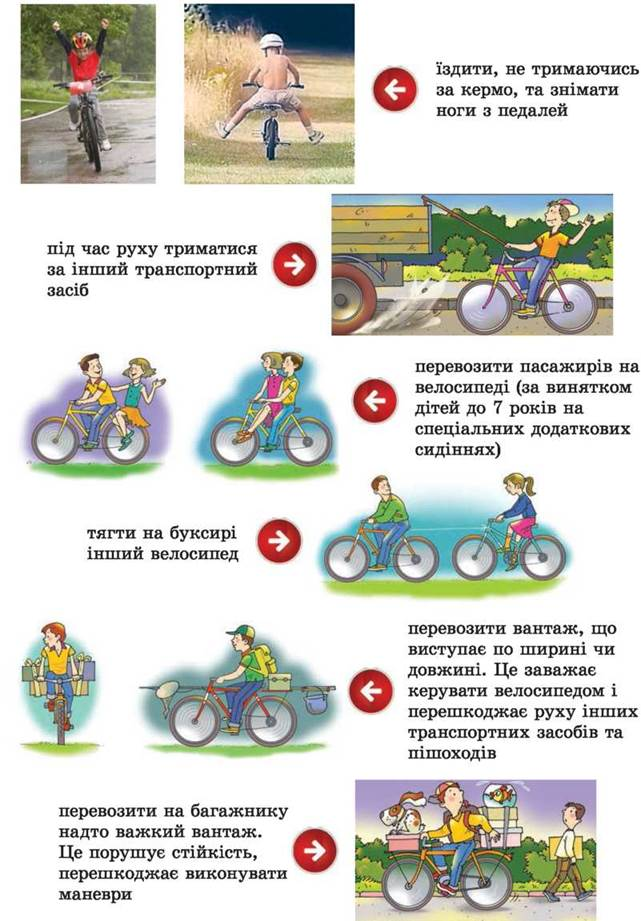 їздити, не тримаючись
за кермо, та знімати
ноги з педалей
під час руху триматися
за інший транспортний
засіб
перевозити пасажирів на
велосипеді (за винятком
дітей до 7 років на
спеціальних додаткових
сидіннях)
тягти на буксирі
інший велосипед
перевозити вантаж, що
виступає по ширині чи
довжині. Це заважає
керувати велосипедом і
перешкоджає руху інших
транспортних засобів та
пішоходів
перевозити на багажнику
надто важкий вантаж.
Це порушує стійкість,
перешкоджає виконувати
маневри